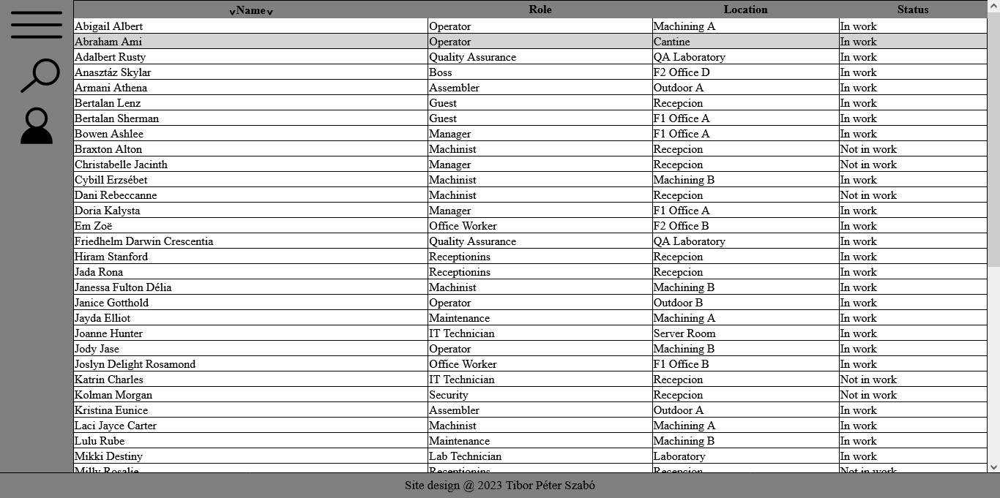 vNamev Role Location Status
Abigail Albert Operator Machining A In work
Abraham Ami Operator Cantine In work
Adalbert Rusty Quality Assurance QA Laboratory In work
Anasztáz Skylar Boss F2 Office D In work
Armani Athena Assembler Outdoor A In work
Bertalan Lenz Guest Recepcion In work
Bertalan Sherman Guest F1 Office A In work
Bowen Ashlee Manager F1 Office A In work
Braxton Alton Machinist Recepcion Not in work
Christabelle Jacinth Manager Recepcion Not in work
Cybill Erzsébet Machinist Machining B In work
Dani Rebeccanne Machinist Recepcion Not in work
Doria Kalysta Manager F1 Office A In work
Em Zoë Office Worker F2 Office B In work
Friedhelm Darwin Crescentia Quality Assurance QA Laboratory In work
Hiram Stanford Receptionins Recepcion In work
Jada Rona Receptionins Recepcion In work
Janessa Fulton Délia Machinist Machining B In work
Janice Gotthold Operator Outdoor B In work
Jayda Elliot Maintenance Machining A In work
Joanne Hunter IT Technician Server Room In work
Jody Jase Operator Machining B In work
Joslyn Delight Rosamond Office Worker F1 Office B In work
Katrin Charles IT Technician Recepcion Not in work
Kolman Morgan Security Recepcion Not in work
Kristina Eunice Assembler Outdoor A In work
Laci Jayce Carter Machinist Machining A In work
Lulu Rube Maintenance Machining B In work
Mikki Destiny Lab Technician Laboratory In work
Milly Rosalie Receptionins Recepcion Not in work
Site design @ 2023 Tibor Péter Szabó